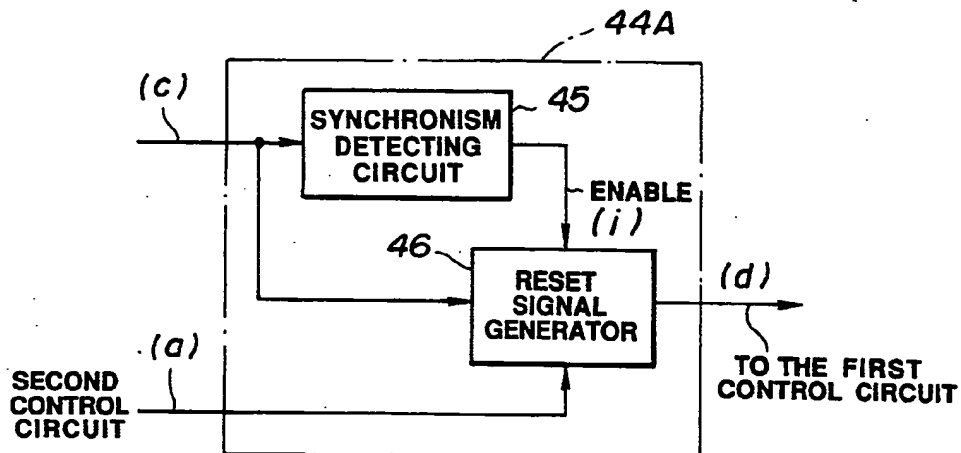 44A
(c)
45
SYNCHRONISM
DETECTING
CIRCUIT
ENABLE
(i)
46
RESET
SIGNAL
GENERATOR
(d)
(a)
SECOND
CONTROL
CIRCUIT
TO THE FIRST
CONTROL CIRCUIT